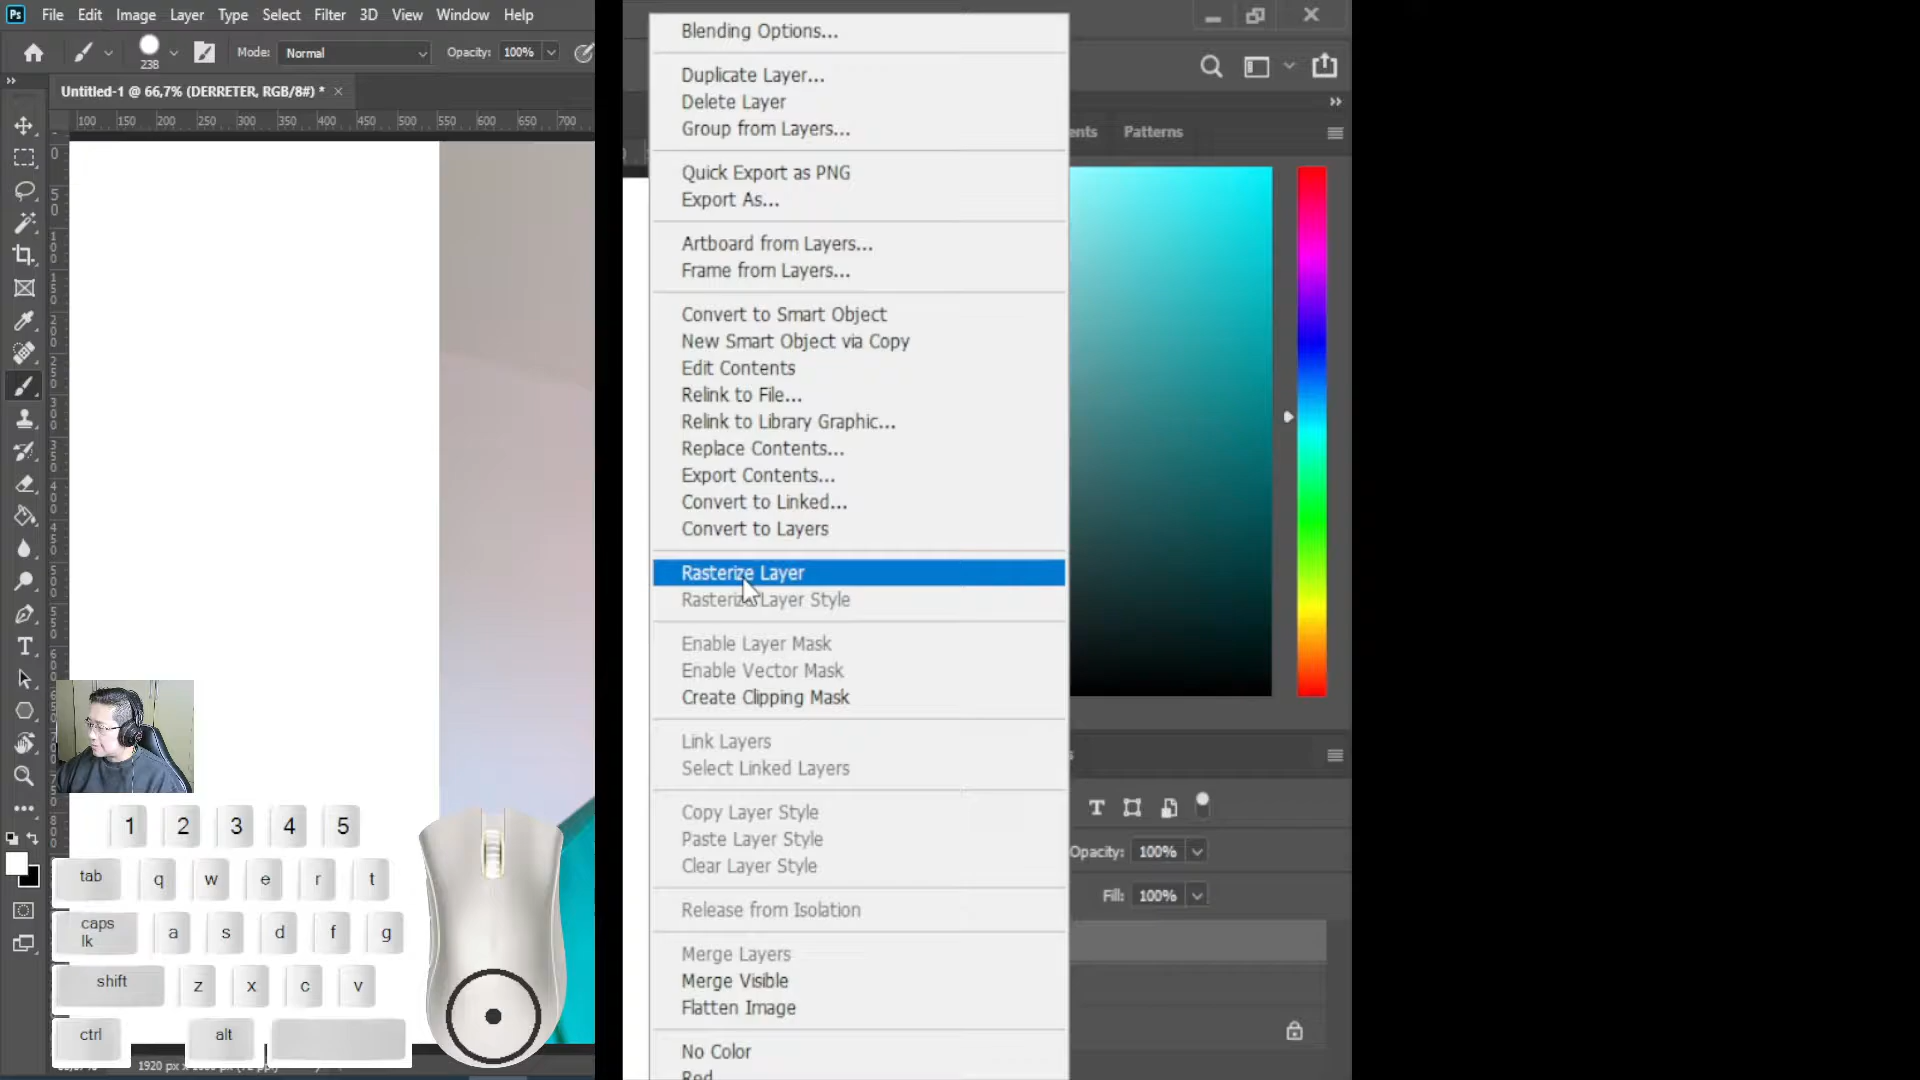 Ps File Edit Image Layer Type Select Filter 3D View Window Help
238 Mode: Normal Opacity: 100%
Untitled-1 @ 66,7% (DERRETER, RGB/8#) * ×
100 150 200 250 300 350 400 450 500 550 600 650 700
Blending Options...
Duplicate Layer...
Delete Layer
Group from Layers...
Quick Export as PNG
Export As...
Artboard from Layers...
Frame from Layers...
Convert to Smart Object
New Smart Object via Copy
Edit Contents
Relink to File...
Relink to Library Graphic...
Replace Contents...
Export Contents...
Convert to Linked...
Convert to Layers
Rasterize Layer
Rasterize Layer Style
Enable Layer Mask
Enable Vector Mask
Create Clipping Mask
Link Layers
Select Linked Layers
Copy Layer Style
Paste Layer Style
Clear Layer Style
Release from Isolation
Merge Layers
Merge Visible
Flatten Image
No Color
Red
Patterns
Opacity: 100%
Fill: 100%
1 2 3 4 5
tab q w e r t
caps lk a s d f g
shift z x c v
ctrl alt
1920 px